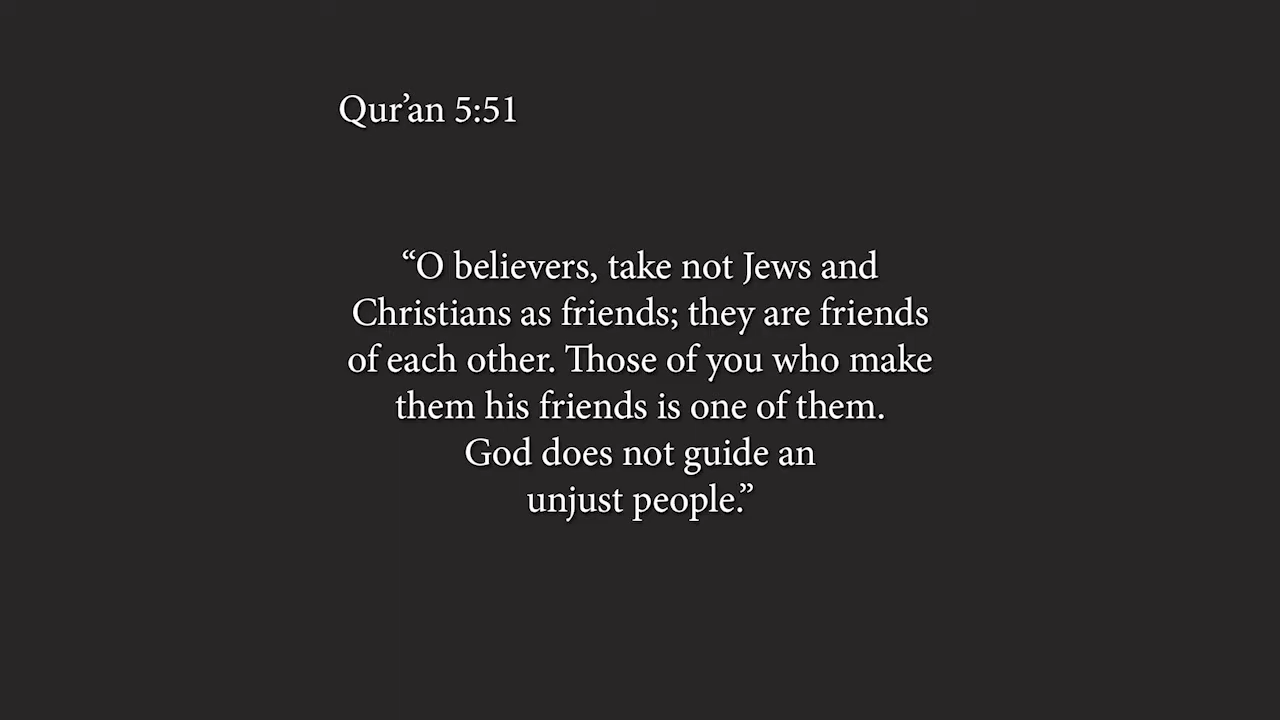 Qur’an 5:51
“O believers, take not Jews and
Christians as friends; they are friends
of each other. Those of you who make
them his friends is one of them.
God does not guide an
unjust people.”